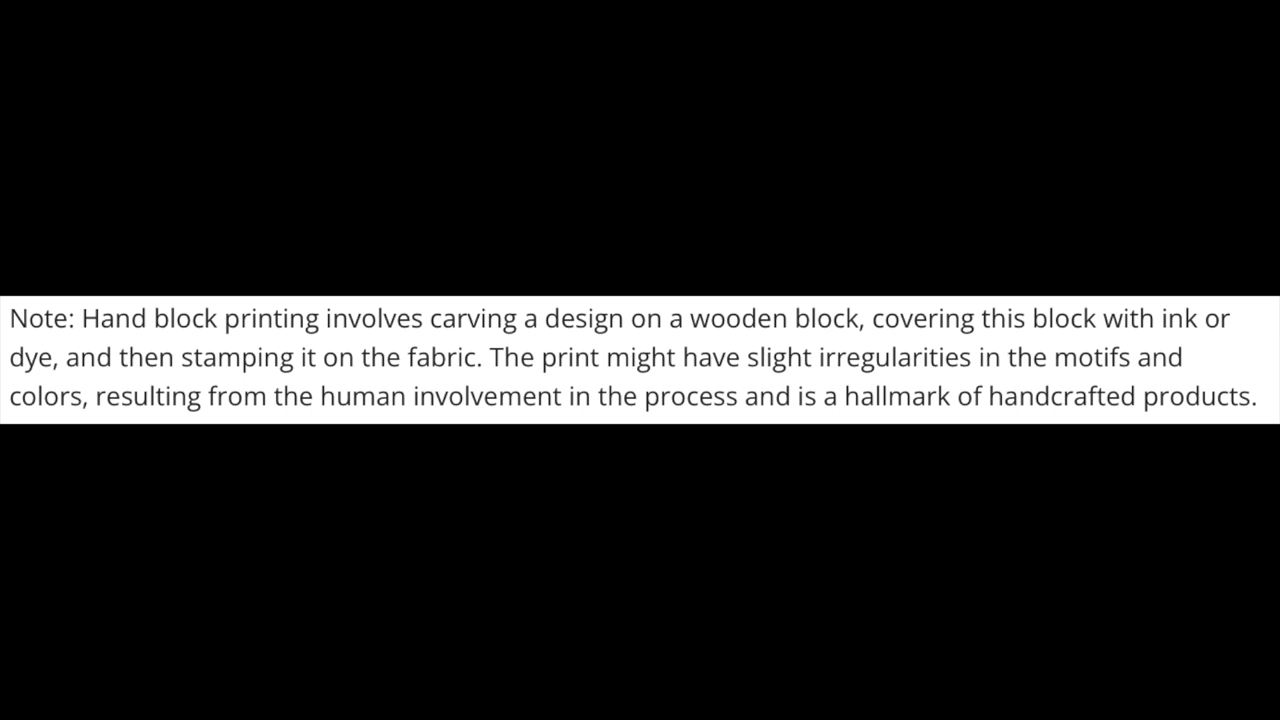 Note: Hand block printing involves carving a design on a wooden block, covering this block with ink or
dye, and then stamping it on the fabric. The print might have slight irregularities in the motifs and
colors, resulting from the human involvement in the process and is a hallmark of handcrafted products.